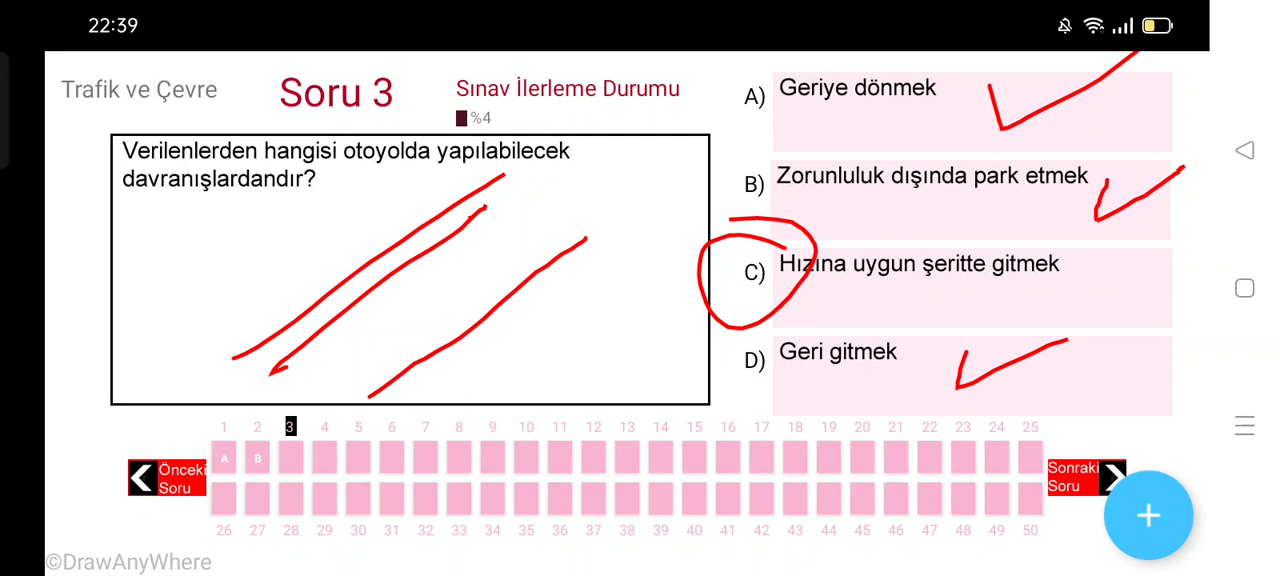 22:39
Trafik ve Çevre
Soru 3
Sınav İlerleme Durumu
%4
Verilenlerden hangisi otoyolda yapılabilecek
davranışlardandır?
A) Geriye dönmek
B) Zorunluluk dışında park etmek
C) Hızına uygun şeritte gitmek
D) Geri gitmek
1 2 3 4 5 6 7 8 9 10 11 12 13 14 15 16 17 18 19 20 21 22 23 24 25
A B
Önceki
Soru
Sonraki
Soru
26 27 28 29 30 31 32 33 34 35 36 37 38 39 40 41 42 43 44 45 46 47 48 49 50
©DrawAnyWhere